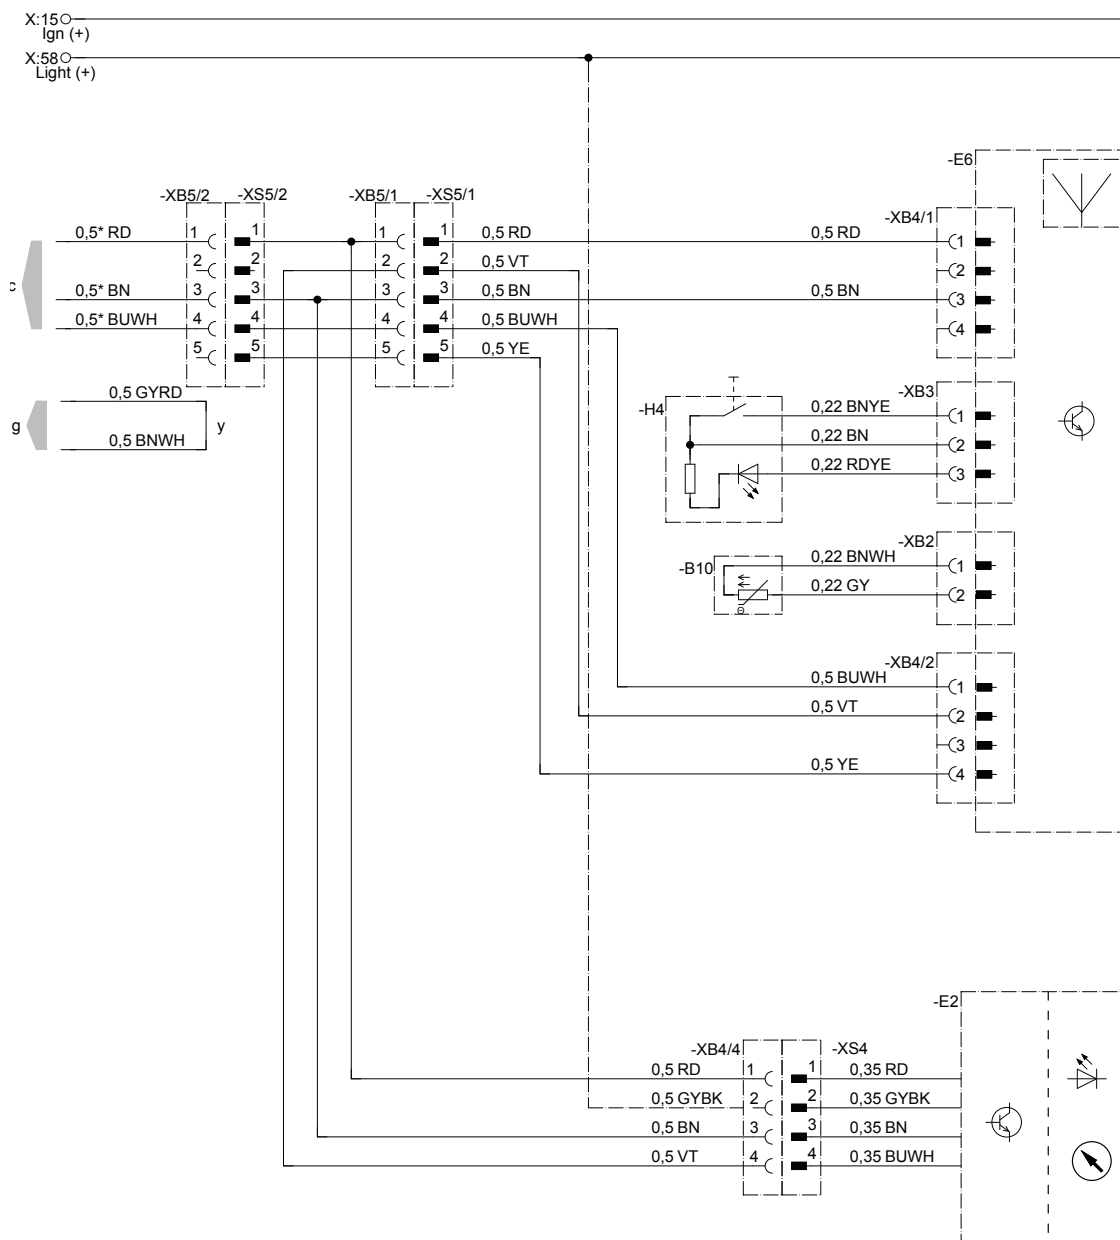 X:15
Ign (+)
X:58
Light (+)
-E6
-XB5/2 -XS5/2 -XB5/1 -XS5/1
-XB4/1
0,5* RD 1 1 1 1 0,5 RD 0,5 RD 1
2 2 2 2 0,5 VT 2
c 0,5* BN 3 3 3 3 0,5 BN 0,5 BN 3
0,5* BUWH 4 4 4 4 0,5 BUWH 4
5 5 5 5 0,5 YE
0,5 GYRD
g y
0,5 BNWH
-XB3
-H4 0,22 BNYE 1
0,22 BN 2
0,22 RDYE 3
-XB2
-B10 0,22 BNWH 1
0,22 GY 2
-XB4/2
0,5 BUWH 1
0,5 VT 2
3
0,5 YE 4
-E2
-XB4/4 -XS4
0,5 RD 1 1 0,35 RD
0,5 GYBK 2 2 0,35 GYBK
0,5 BN 3 3 0,35 BN
0,5 VT 4 4 0,35 BUWH